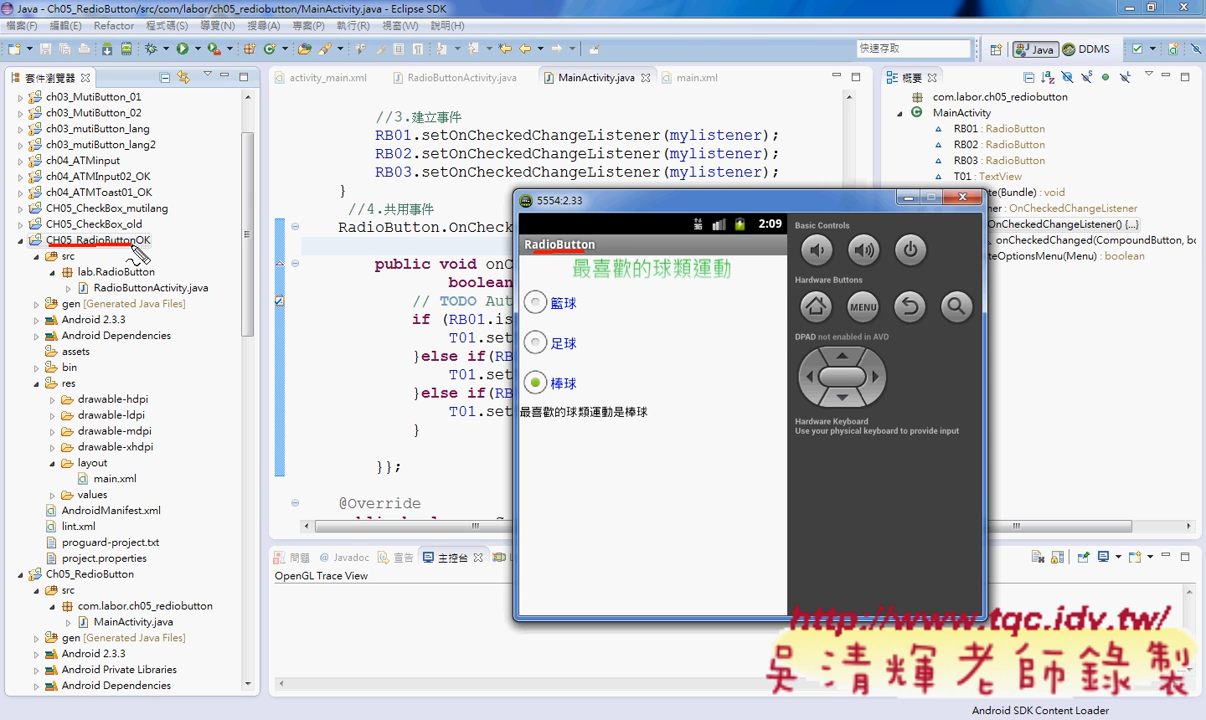 Java - Ch05_RedioButton/src/com/labor/ch05_rediobutton/MainActivity.java - Eclipse SDK
檔案(F) 編輯(E) Refactor 程式碼(S) 導覽(N) 搜尋(A) 專案(P) 執行(R) 視窗(W) 說明(H)
快速存取
Java
DDMS
套件瀏覽器
ch03_MutiButton_01
ch03_MutiButton_02
ch03_mutiButton_lang
ch03_mutiButton_lang2
ch04_ATMinput
ch04_ATMInput02_OK
ch04_ATMToast01_OK
CH05_CheckBox_mutilang
CH05_CheckBox_old
CH05_RadioButtonOK
src
lab.RadioButton
RadioButtonActivity.java
gen [Generated Java Files]
Android 2.3.3
Android Dependencies
assets
bin
res
drawable-hdpi
drawable-ldpi
drawable-mdpi
drawable-xhdpi
layout
main.xml
values
AndroidManifest.xml
lint.xml
proguard-project.txt
project.properties
Ch05_RedioButton
src
com.labor.ch05_rediobutton
MainActivity.java
gen [Generated Java Files]
Android 2.3.3
Android Private Libraries
Android Dependencies
activity_main.xml
RadioButtonActivity.java
MainActivity.java
main.xml
//3.建立事件
RB01.setOnCheckedChangeListener(mylistener);
RB02.setOnCheckedChangeListener(mylistener);
RB03.setOnCheckedChangeListener(mylistener);
}
//4.共用事件
RadioButton.OnCheck
public void onC
boolean
// TODO Aut
if (RB01.is
T01.set
}else if(RB
T01.set
}else if(RB
T01.set
}
}};
@Override
問題 @ Javadoc 宣告 主控台
OpenGL Trace View
概要
com.labor.ch05_rediobutton
MainActivity
RB01 : RadioButton
RB02 : RadioButton
RB03 : RadioButton
T01 : TextView
te(Bundle) : void
ner : OnCheckedChangeListener
OnCheckedChangeListener() {...}
onCheckedChanged(CompoundButton, bo
ateOptionsMenu(Menu) : boolean
5554:2.33
2:09
RadioButton
最喜歡的球類運動
籃球
足球
棒球
最喜歡的球類運動是棒球
Basic Controls
Hardware Buttons
MENU
DPAD not enabled in AVD
Hardware Keyboard
Use your physical keyboard to provide input
http://www.tqc.idv.tw/
吳清輝老師錄製
Android SDK Content Loader